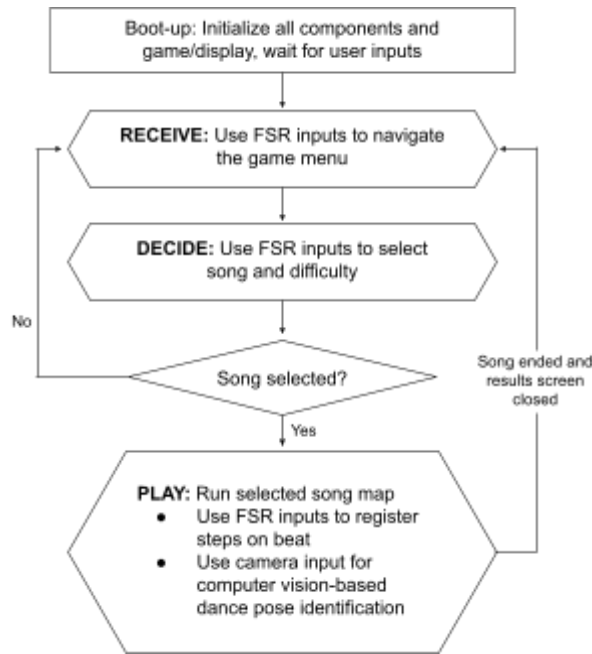 Boot-up: Initialize all components and
game/display, wait for user inputs
RECEIVE: Use FSR inputs to navigate
the game menu
DECIDE: Use FSR inputs to select
song and difficulty
No
Song selected?
Song ended and
results screen
closed
Yes
PLAY: Run selected song map
● Use FSR inputs to register
steps on beat
● Use camera input for
computer vision-based
dance pose identification